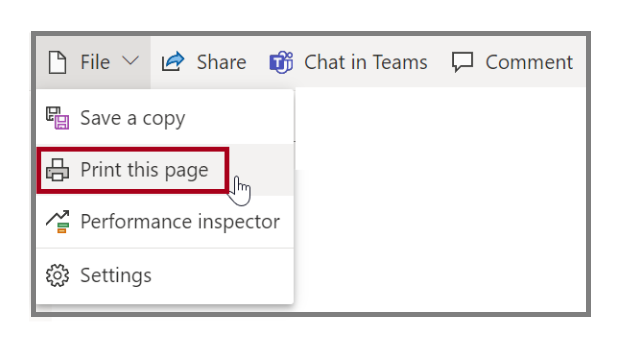 File Share Chat in Teams Comment
Save a copy
Print this page
Performance inspector
Settings